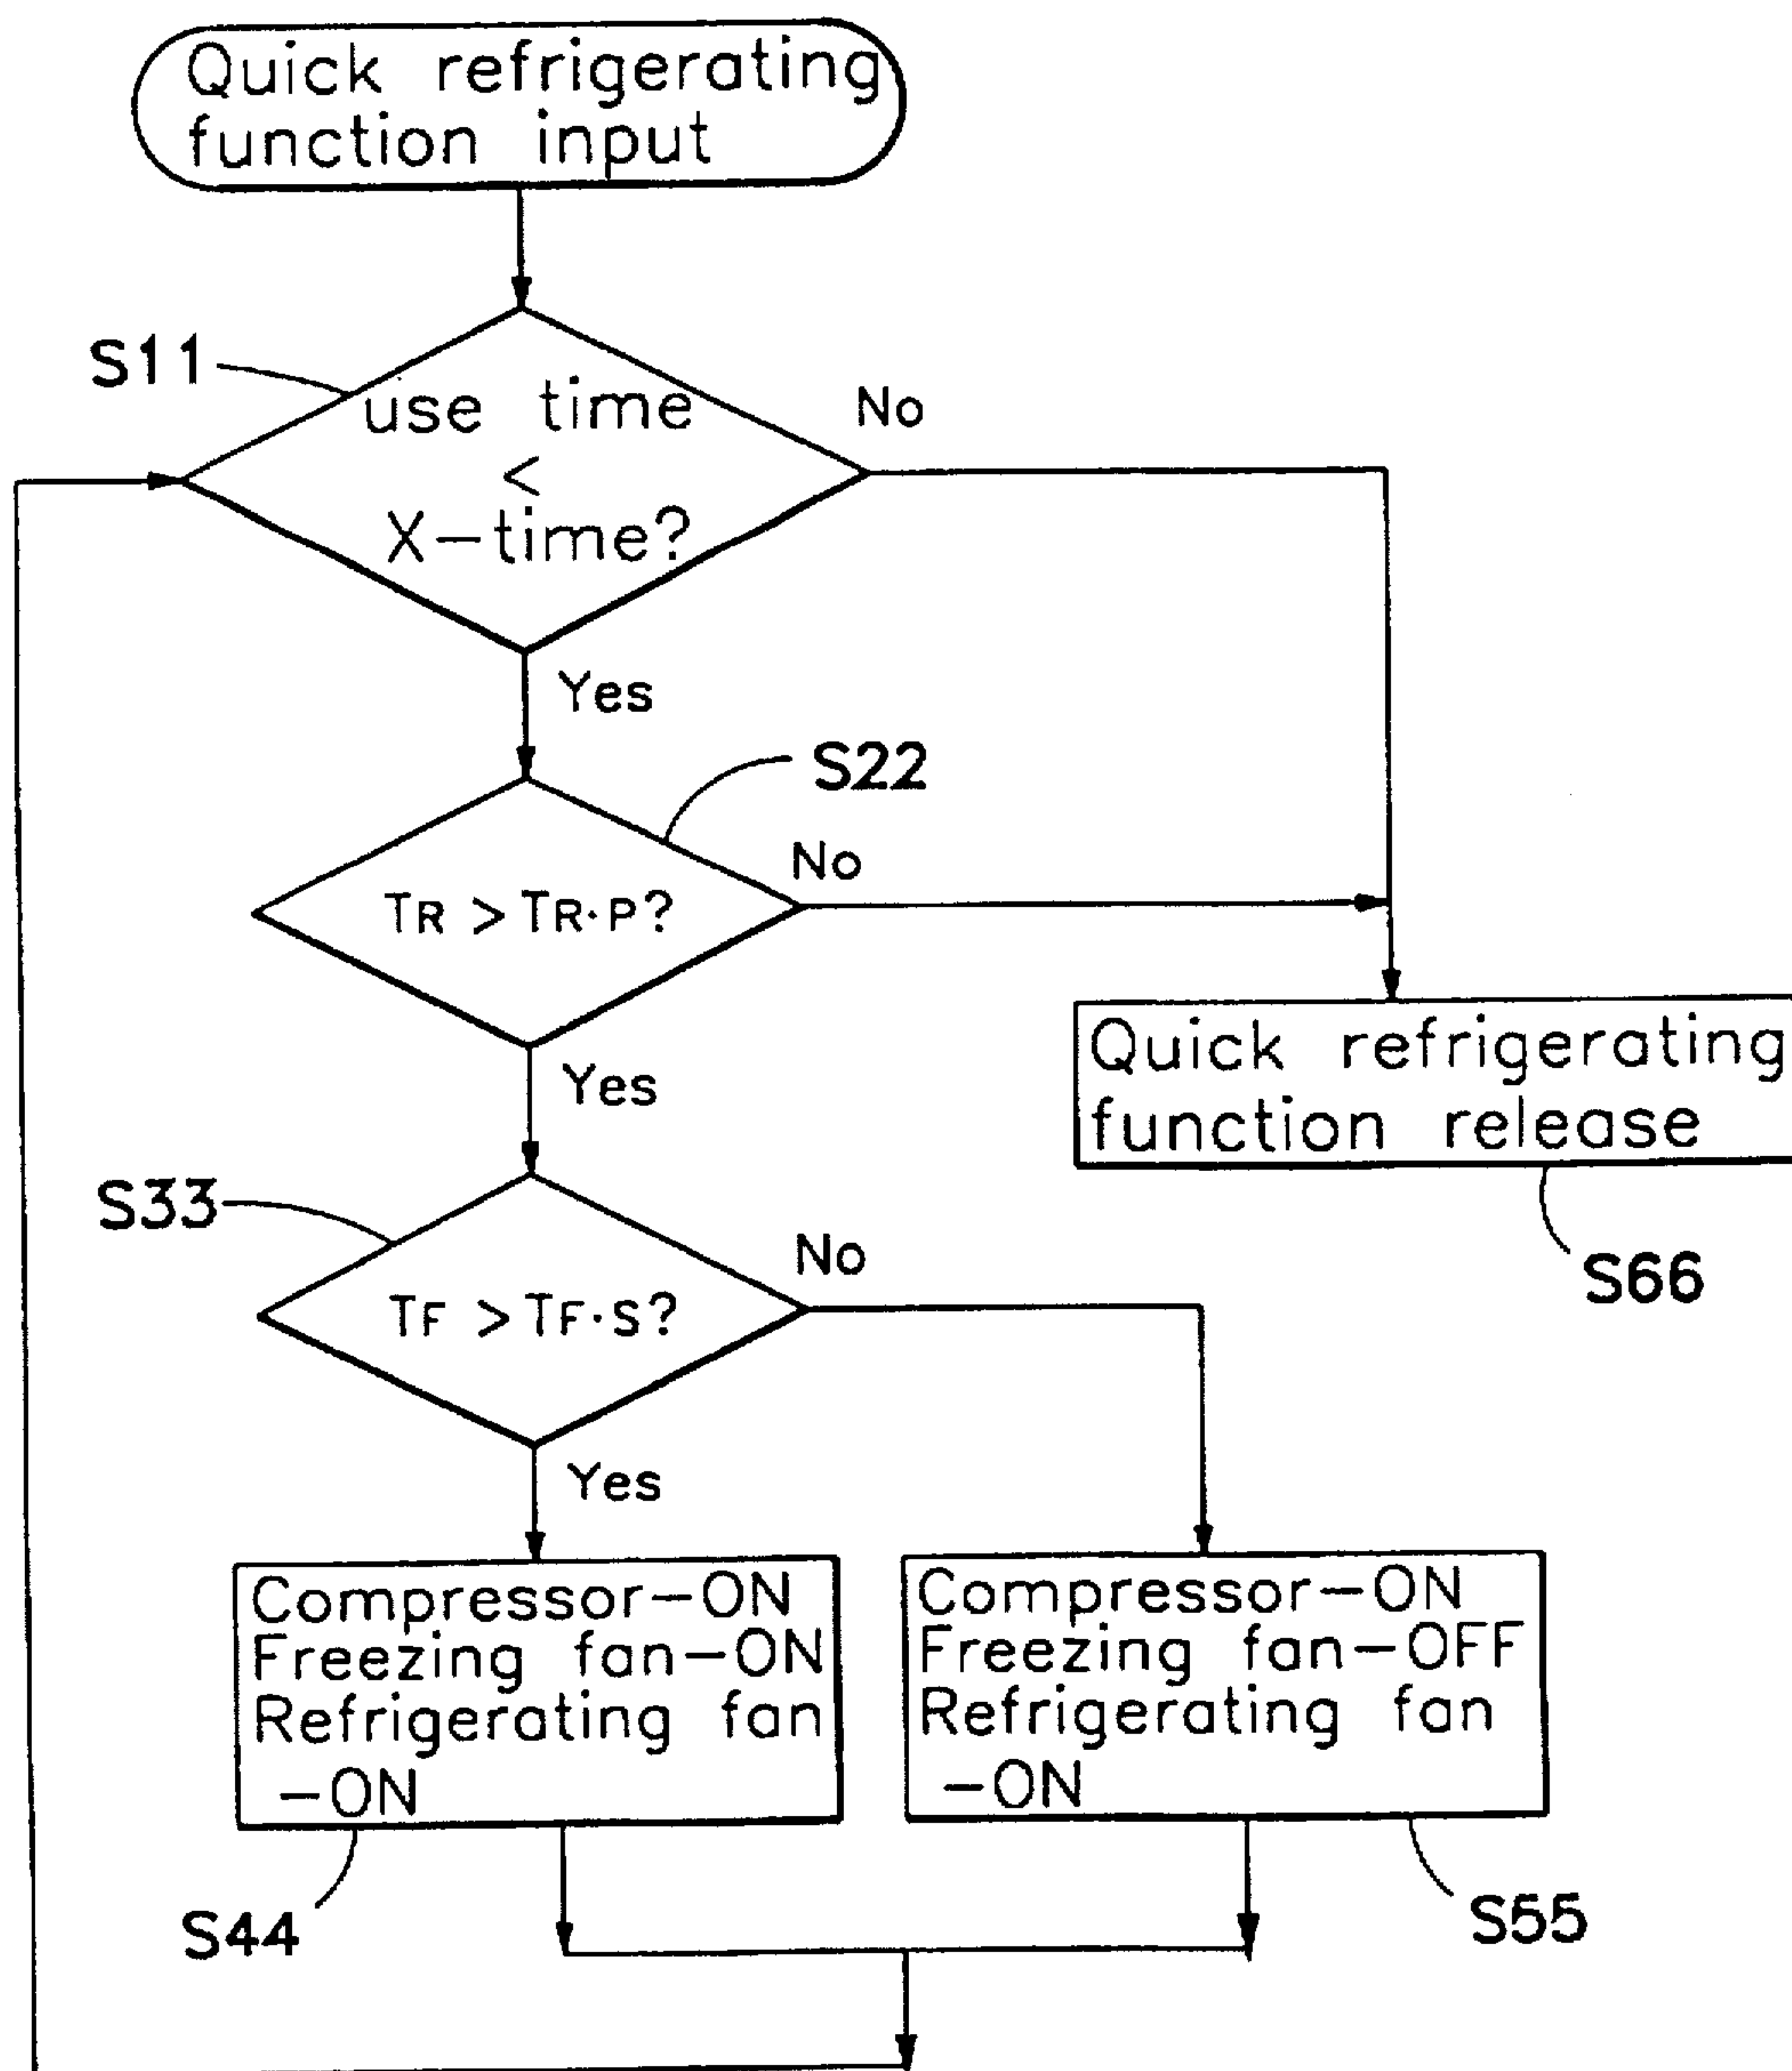 Quick refrigerating
function input
S11
use time
<
X-time?
No
Yes
S22
TR > TR·P?
No
Yes
Quick refrigerating
function release
S66
S33
TF > TF·S?
No
Yes
Compressor-ON
Freezing fan-ON
Refrigerating fan
-ON
S44
Compressor-ON
Freezing fan-OFF
Refrigerating fan
-ON
S55